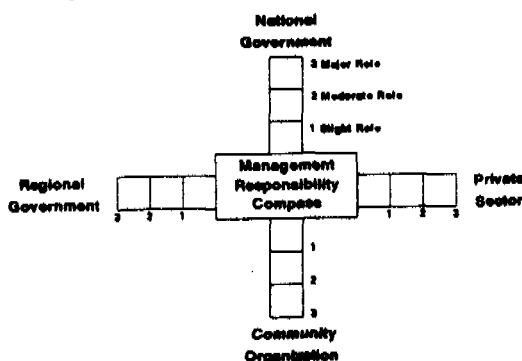 National
Government
3 Major Role
2 Moderate Role
1 Slight Role
Management
Responsibility
Compass
Regional
Government
3 2 1
Private
Sector
1 2 3
1
2
3
Community
Organization